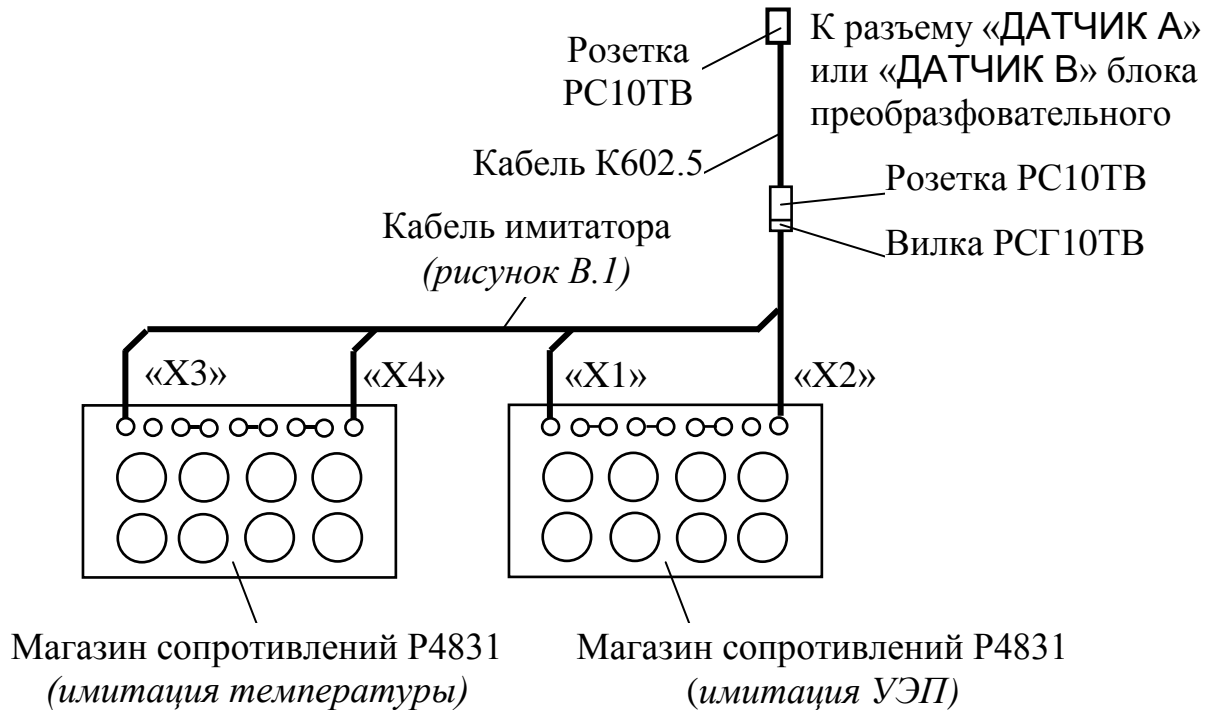 Розетка
РС10ТВ
К разъему «ДАТЧИК А»
или «ДАТЧИК В» блока
преобразфовательного
Кабель К602.5
Розетка РС10ТВ
Вилка РСГ10ТВ
Кабель имитатора
(рисунок В.1)
«Х3»
«Х4»
«Х1»
«Х2»
Магазин сопротивлений Р4831
(имитация температуры)
Магазин сопротивлений Р4831
(имитация УЭП)